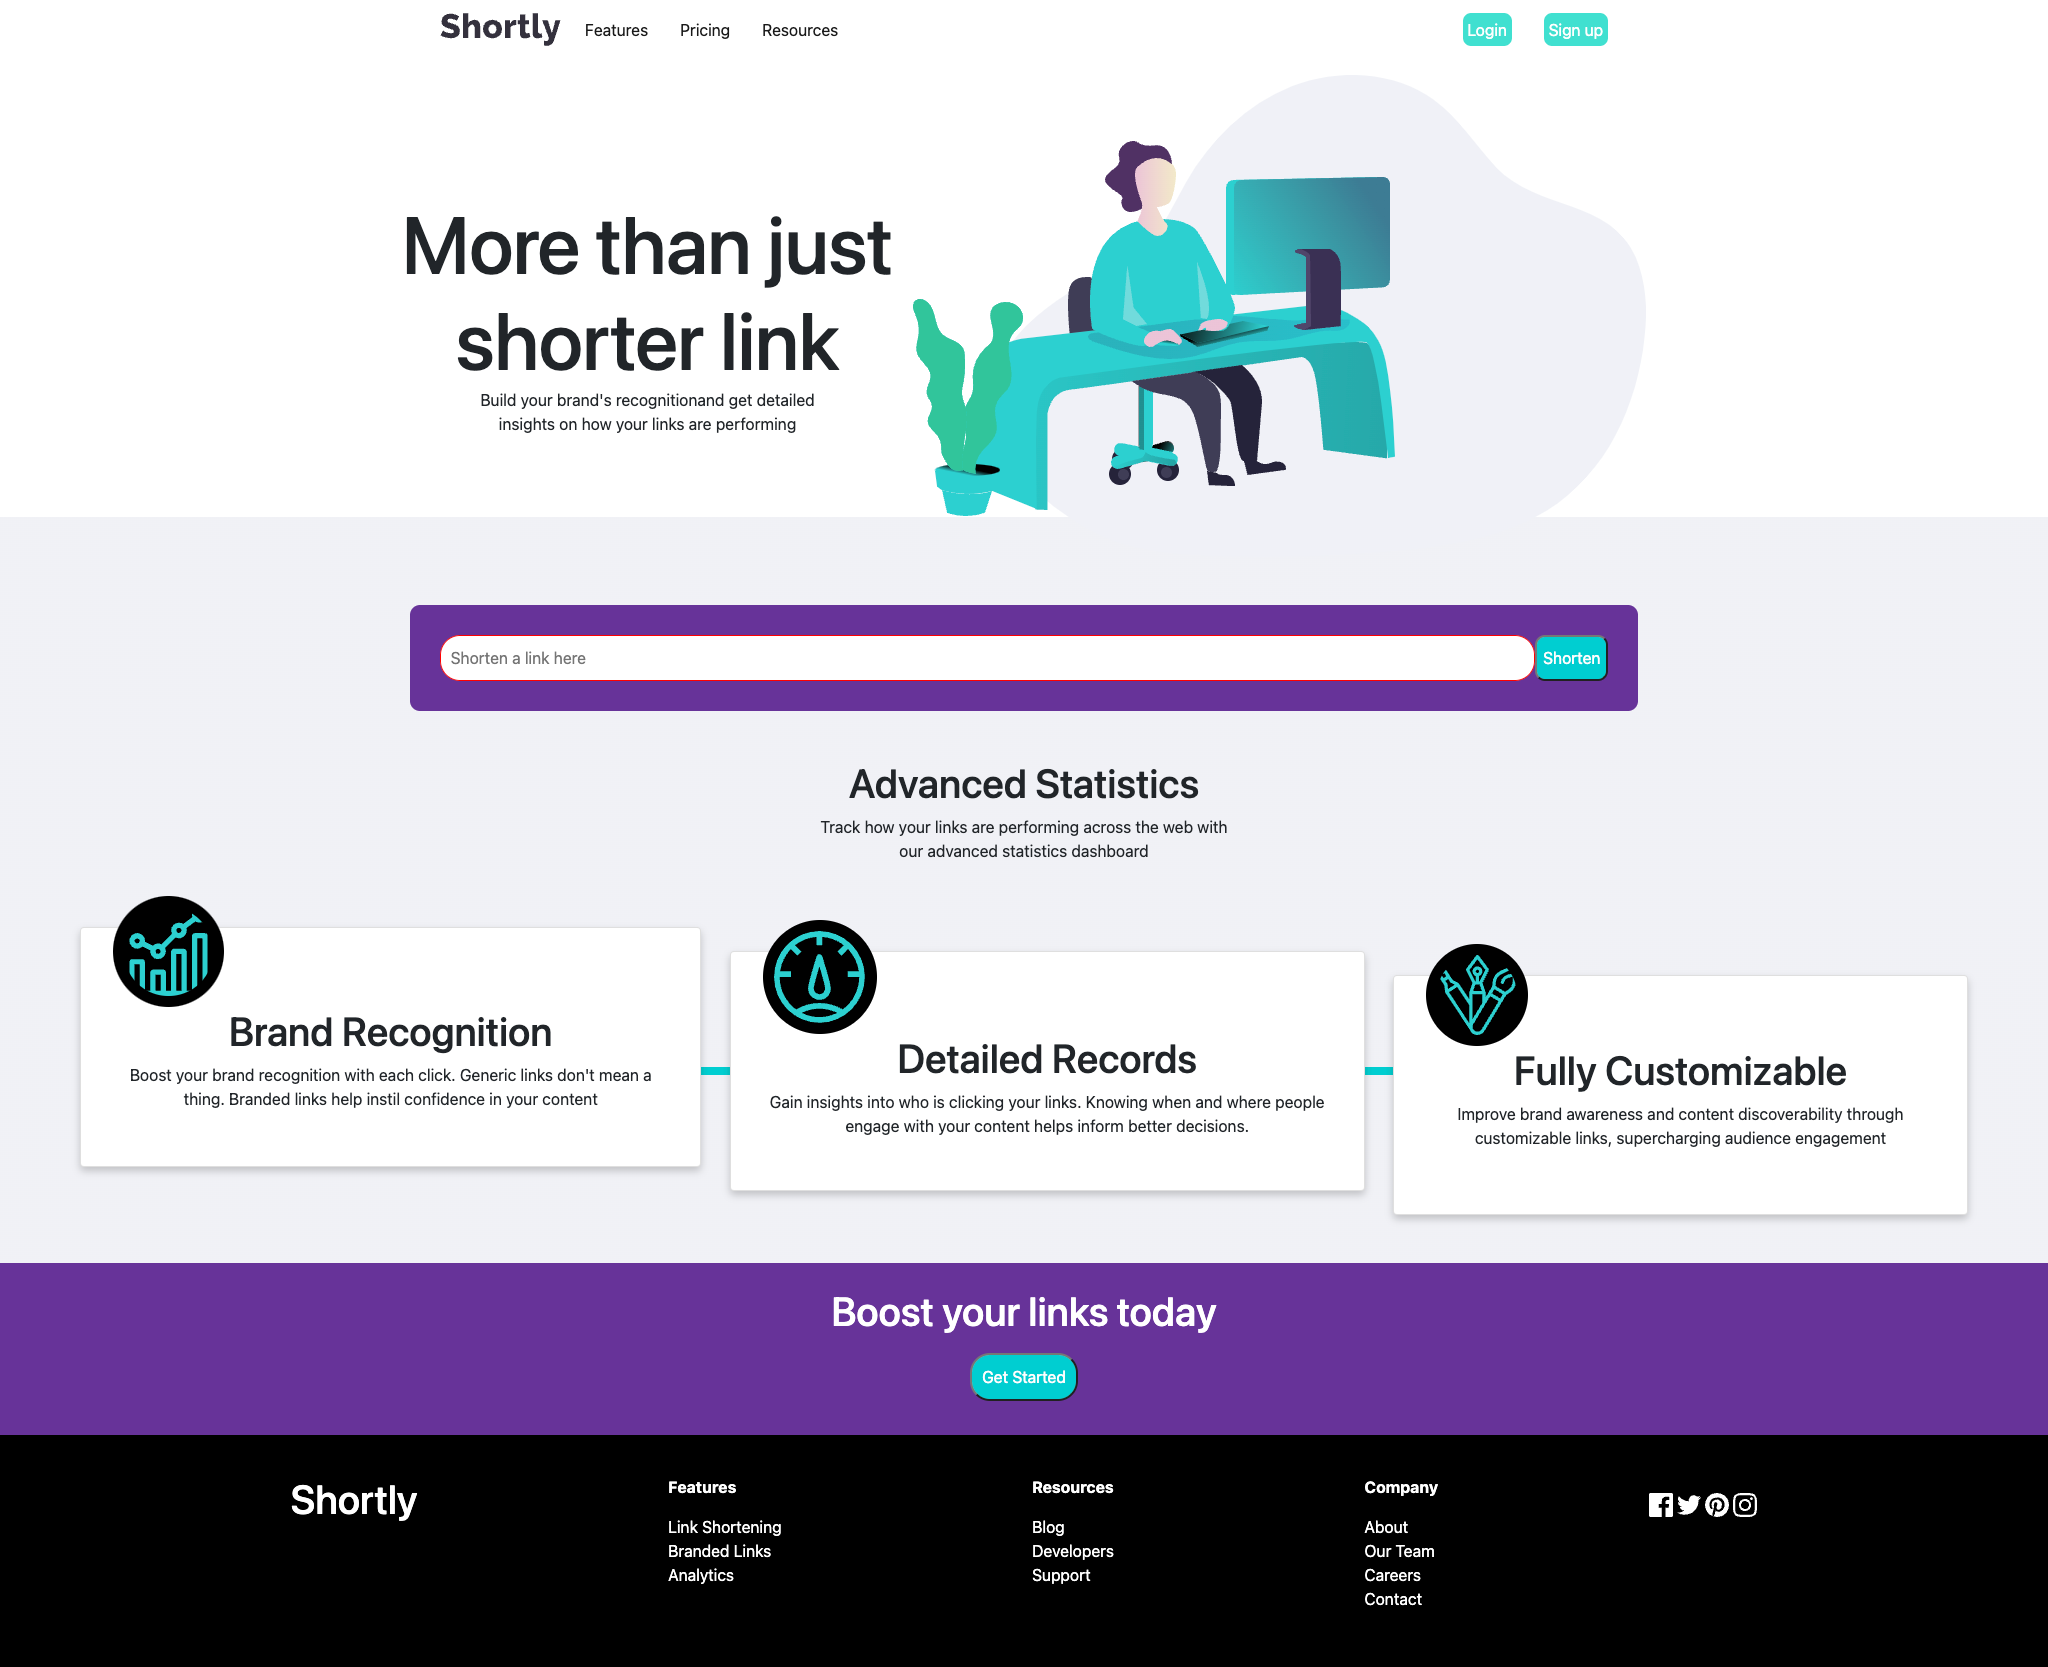 Shortly
Features
Pricing
Resources
Login
Sign up
More than just
shorter link
Build your brand's recognitionand get detailed
insights on how your links are performing
Shorten a link here
Shorten
Advanced Statistics
Track how your links are performing across the web with
our advanced statistics dashboard
Brand Recognition
Boost your brand recognition with each click. Generic links don't mean a
thing. Branded links help instil confidence in your content
Detailed Records
Gain insights into who is clicking your links. Knowing when and where people
engage with your content helps inform better decisions.
Fully Customizable
Improve brand awareness and content discoverability through
customizable links, supercharging audience engagement
Boost your links today
Get Started
Shortly
Features
Link Shortening
Branded Links
Analytics
Resources
Blog
Developers
Support
Company
About
Our Team
Careers
Contact